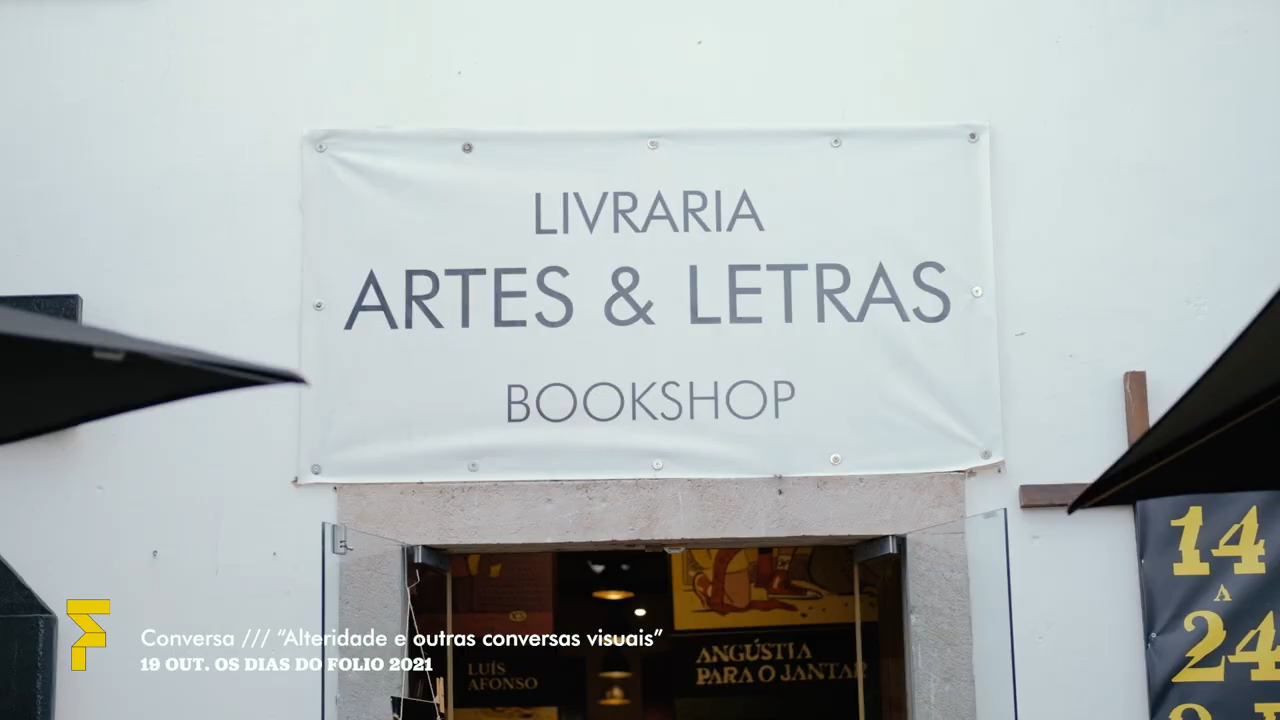 LIVRARIA
ARTES & LETRAS
BOOKSHOP
14
A
24
Conversa /// “Alteridade e outras conversas visuais”
19 OUT. OS DIAS DO FOLIO 2021
LUÍS
AFONSO
ANGÚSTIA
PARA O JANTAR